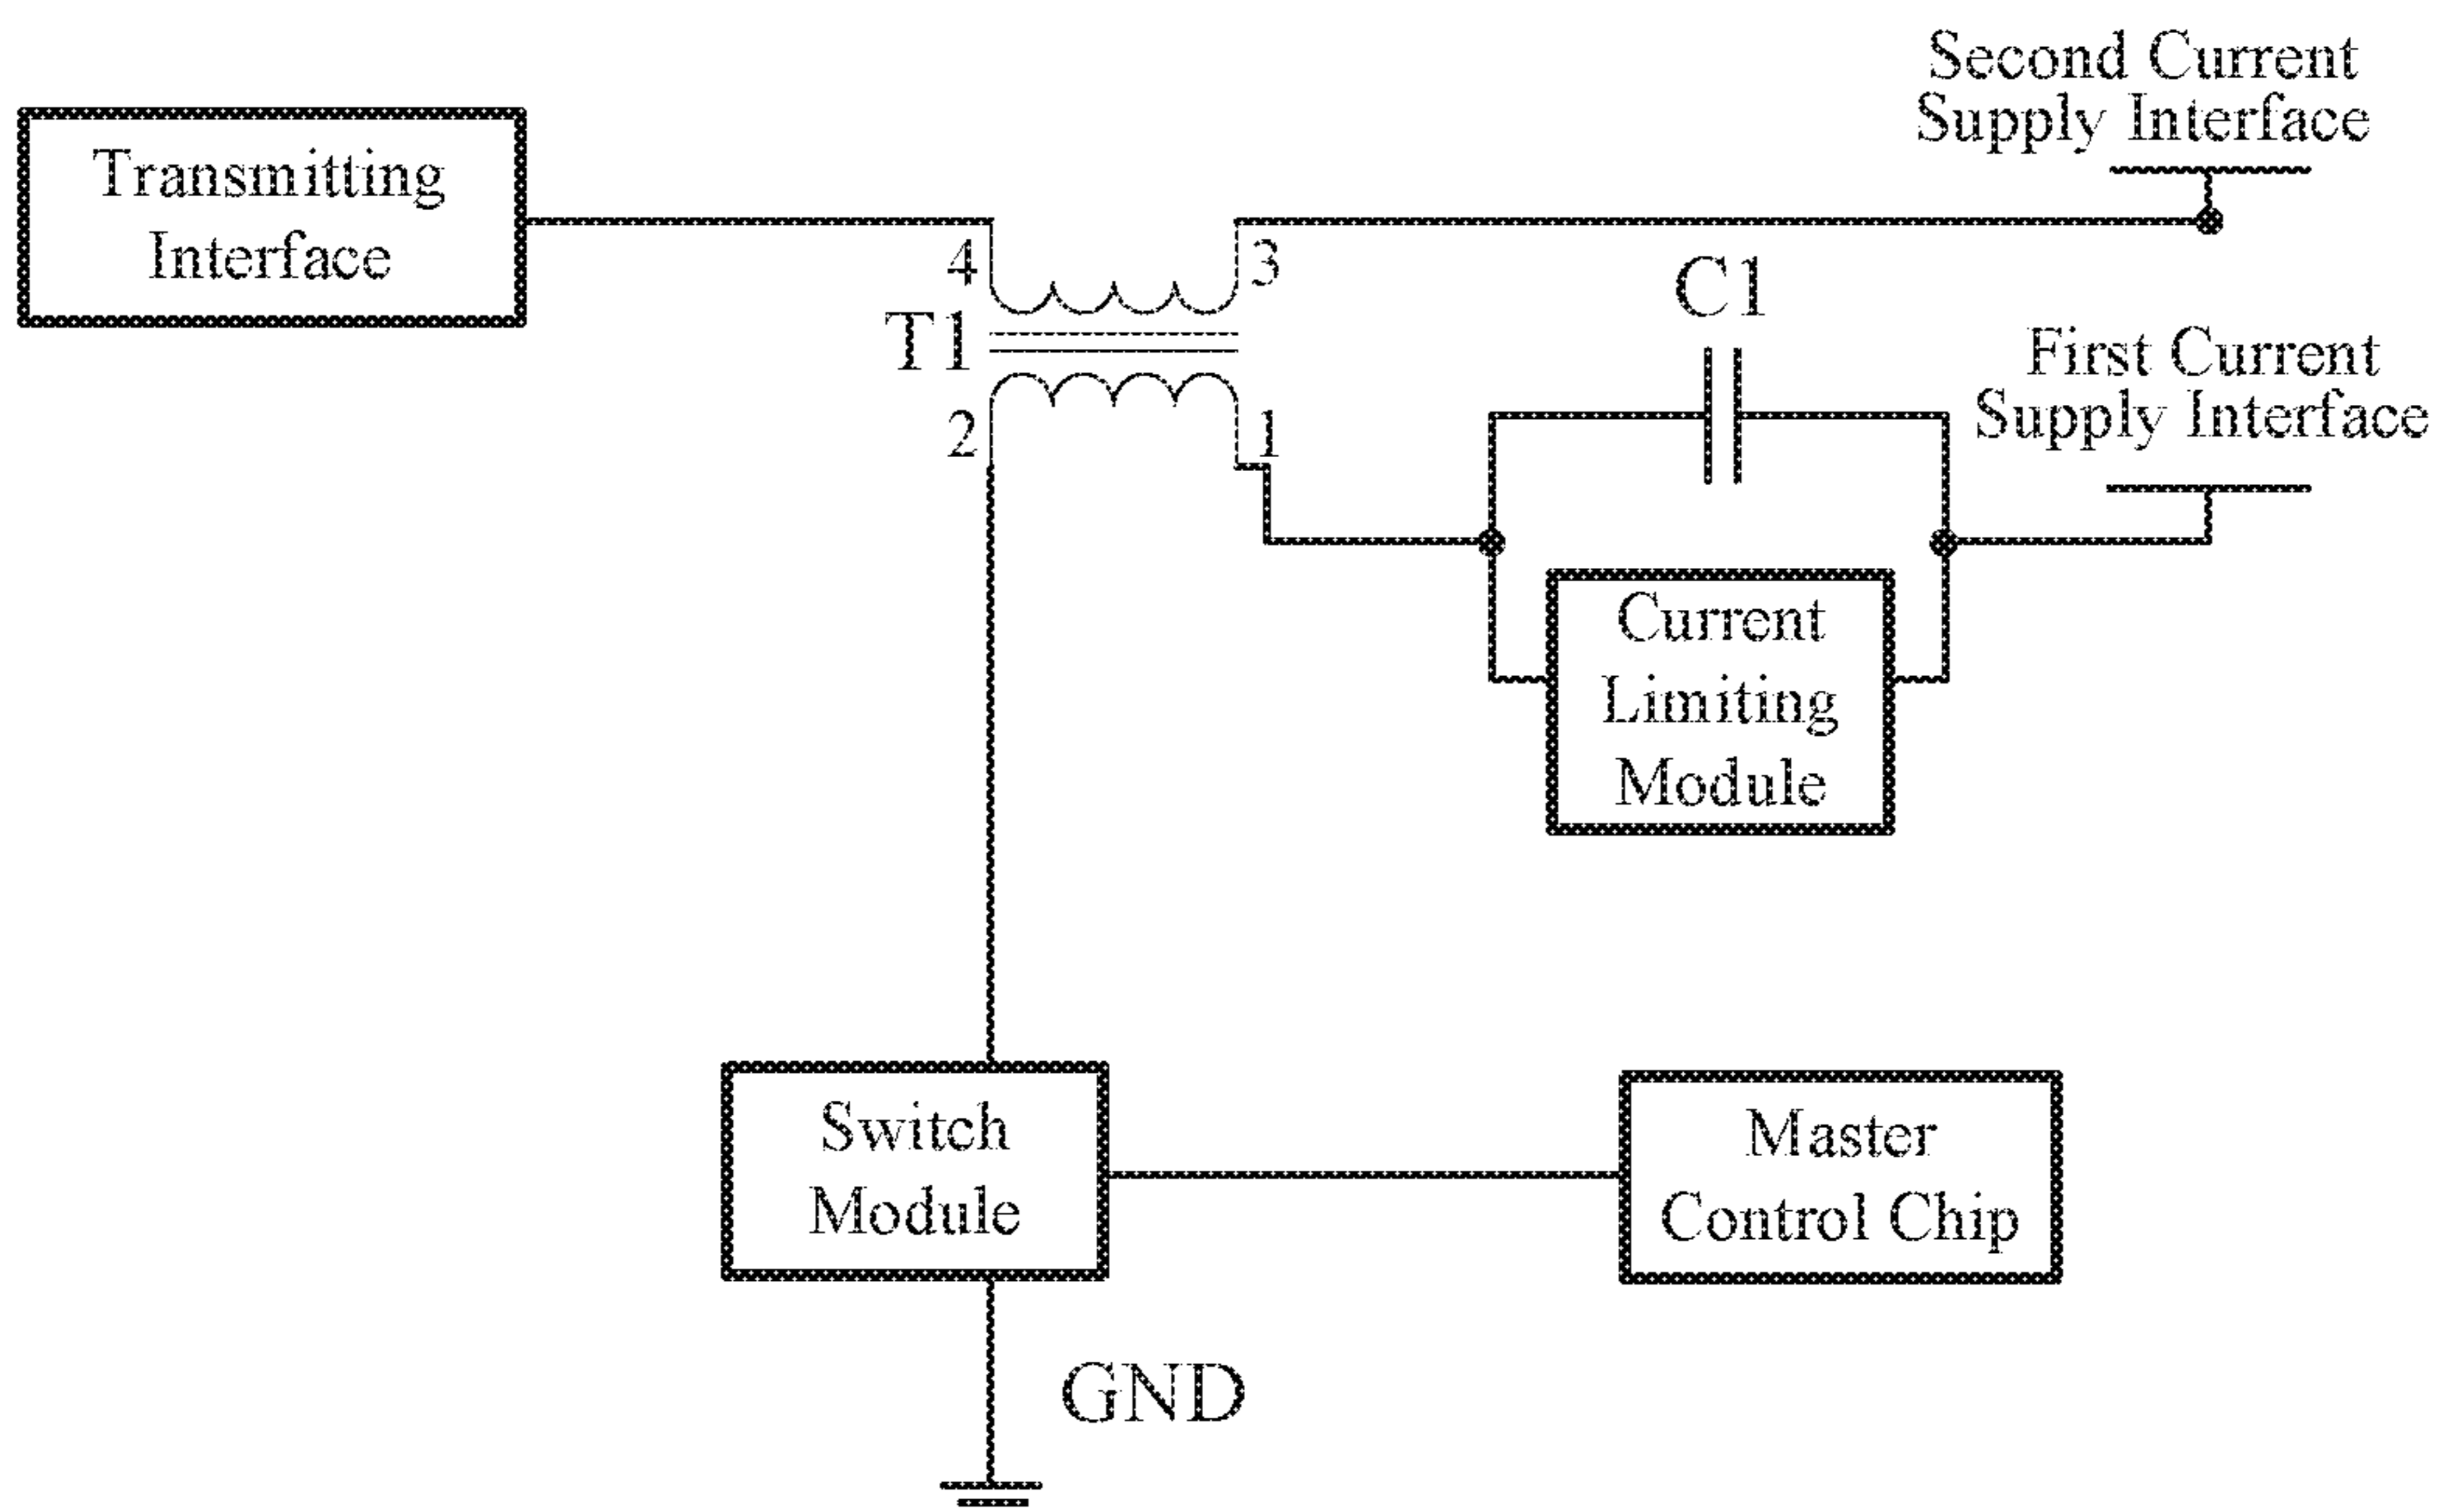 Second Current
Supply Interface
Transmitting
Interface
4
3
C1
T1
First Current
Supply Interface
2
1
Current
Limiting
Module
Switch
Module
Master
Control Chip
GND